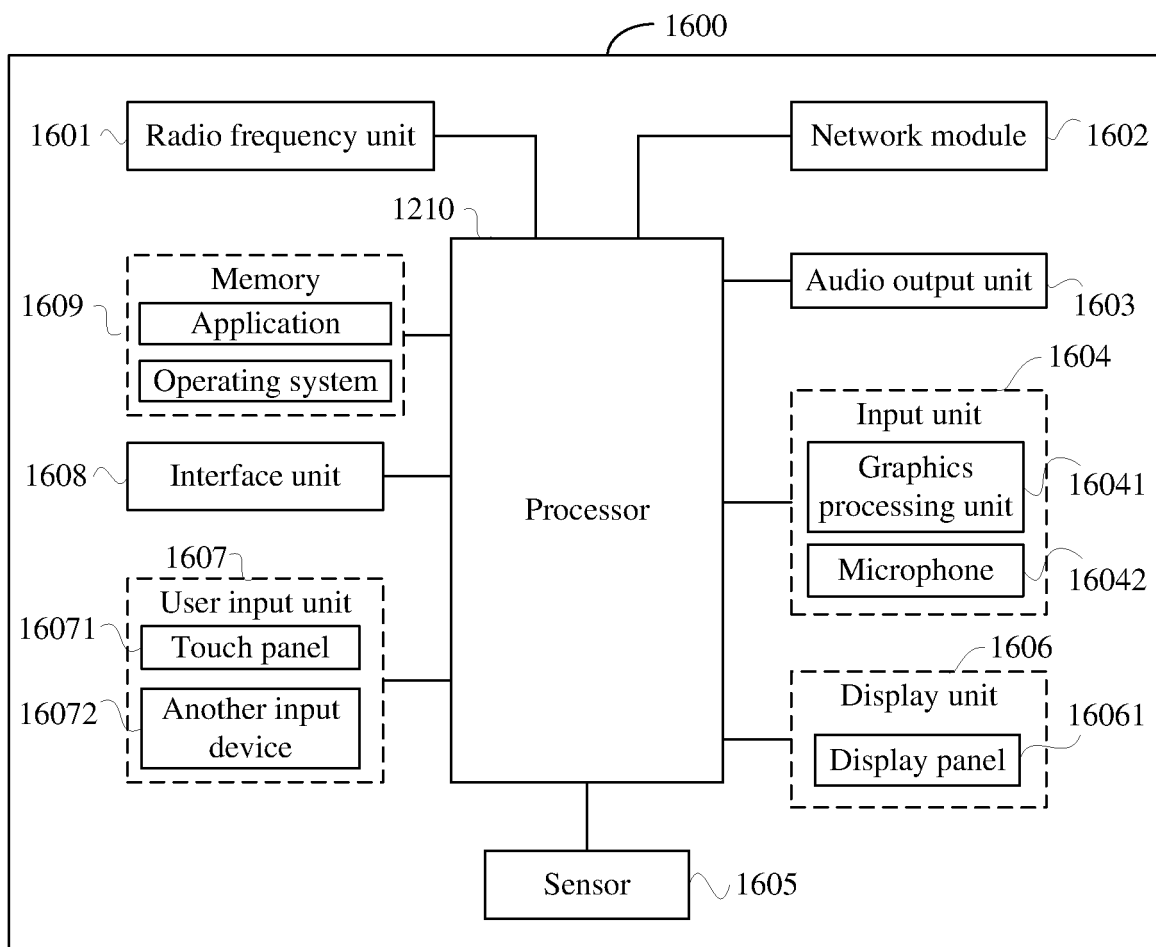 1600
1601
Radio frequency unit
Network module
1602
1210
Memory
1609
Application
Operating system
Audio output unit
1603
1604
Input unit
1608
Interface unit
Processor
Graphics
processing unit
16041
Microphone
16042
1607
User input unit
16071
Touch panel
16072
Another input
device
1606
Display unit
16061
Display panel
Sensor
1605